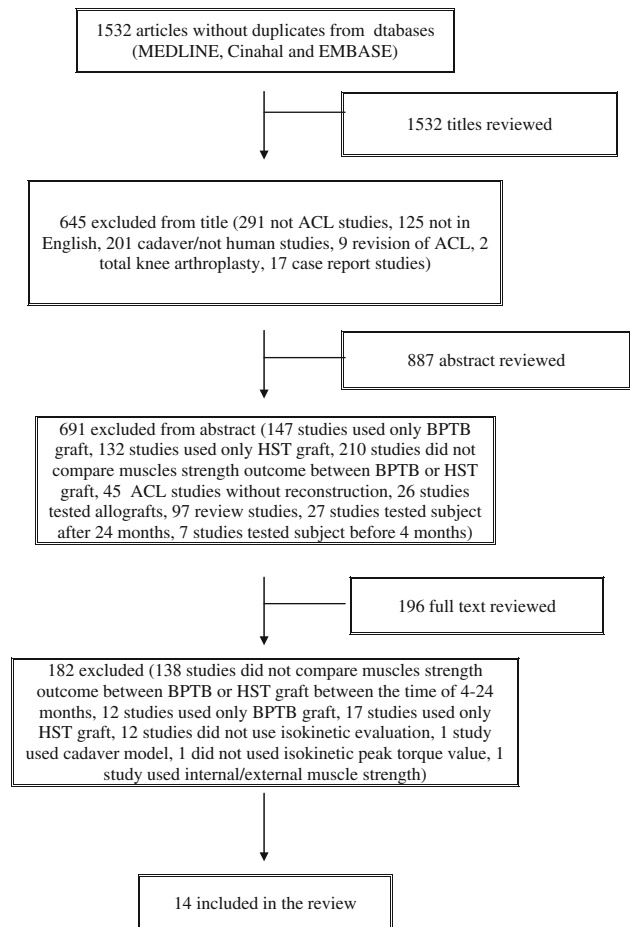 1532 articles without duplicates from dtabases
(MEDLINE, Cinahal and EMBASE)
1532 titles reviewed
645 excluded from title (291 not ACL studies, 125 not in
English, 201 cadaver/not human studies, 9 revision of ACL, 2
total knee arthroplasty, 17 case report studies)
887 abstract reviewed
691 excluded from abstract (147 studies used only BPTB
graft, 132 studies used only HST graft, 210 studies did not
compare muscles strength outcome between BPTB or HST
graft, 45 ACL studies without reconstruction, 26 studies
tested allografts, 97 review studies, 27 studies tested subject
after 24 months, 7 studies tested subject before 4 months)
196 full text reviewed
182 excluded (138 studies did not compare muscles strength
outcome between BPTB or HST graft between the time of 4-24
months, 12 studies used only BPTB graft, 17 studies used only
HST graft, 12 studies did not use isokinetic evaluation, 1 study
used cadaver model, 1 did not used isokinetic peak torque value, 1
study used internal/external muscle strength)
14 included in the review